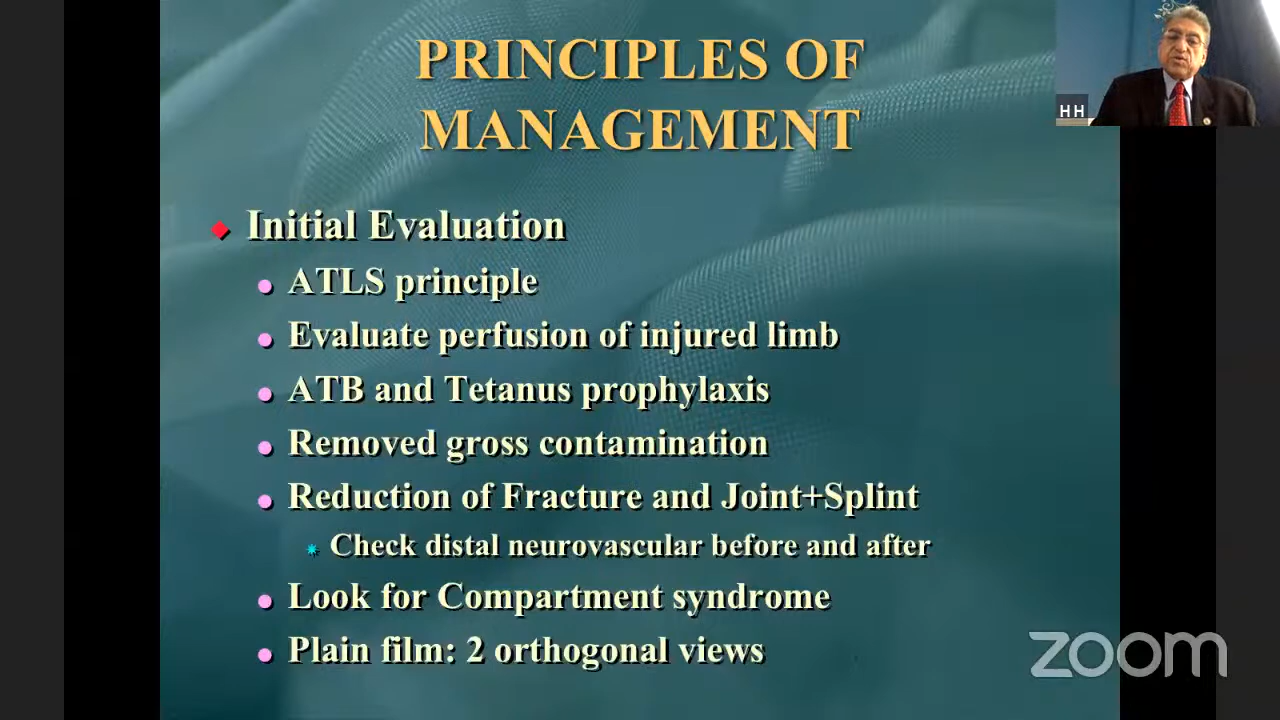 PRINCIPLES OF
MANAGEMENT
HH
Initial Evaluation
ATLS principle
Evaluate perfusion of injured limb
ATB and Tetanus prophylaxis
Removed gross contamination
Reduction of Fracture and Joint+Splint
Check distal neurovascular before and after
Look for Compartment syndrome
Plain film: 2 orthogonal views
zoom